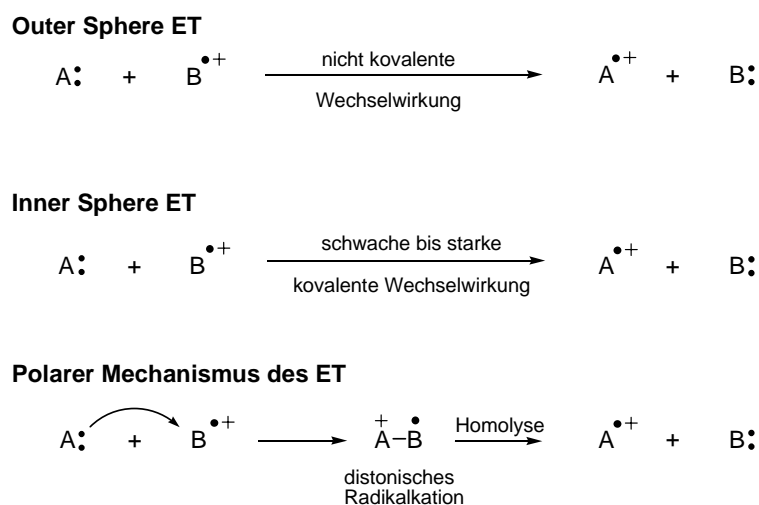 Outer Sphere ET
A: + B•+ nicht kovalente A•+ + B:
Wechselwirkung
Inner Sphere ET
A: + B•+ schwache bis starke A•+ + B:
kovalente Wechselwirkung
Polarer Mechanismus des ET
A: + B•+ +A–B• Homolyse A•+ + B:
distonisches
Radikalkation